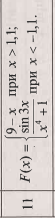 11
F(x) = { 9 − x при x > 1,1;
sin 3x / x⁴ + 1 при x < −1,1.